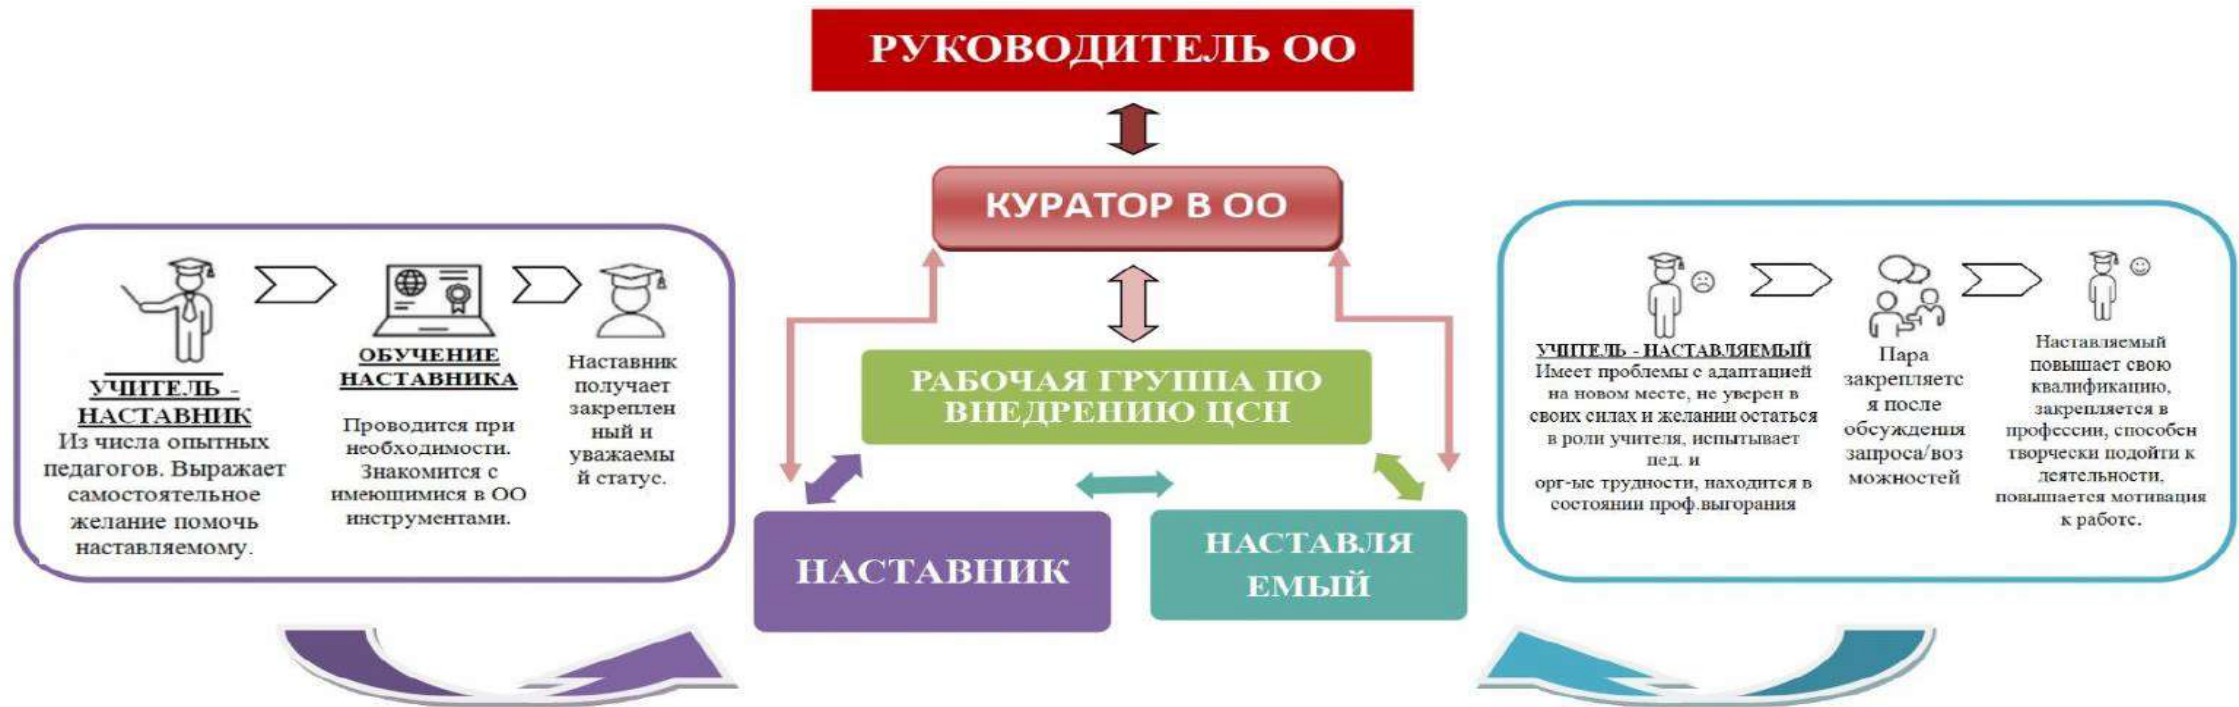 РУКОВОДИТЕЛЬ ОО
КУРАТОР В ОО
РАБОЧАЯ ГРУППА ПО
ВНЕДРЕНИЮ ЦСН
НАСТАВНИК
НАСТАВЛЯ
ЕМЫЙ
УЧИТЕЛЬ -
НАСТАВНИК
Из числа опытных
педагогов. Выражает
самостоятельное
желание помочь
наставляемому.
ОБУЧЕНИЕ
НАСТАВНИКА
Проводится при
необходимости.
Знакомится с
имеющимися в ОО
инструментами.
Наставник
получает
закреплен
ный и
уважаемы
й статус.
УЧИТЕЛЬ - НАСТАВЛЯЕМЫЙ
Имеет проблемы с адаптацией
на новом месте, не уверен в
своих силах и желании остаться
в роли учителя, испытывает
пед. и
орг-ые трудности, находится в
состоянии проф.выгорания
Пара
закрепляетс
я после
обсуждения
запроса/воз
можностей
Наставляемый
повышает свою
квалификацию,
закрепляется в
профессии, способен
творчески подойти к
деятельности,
повышается мотивация
к работе.